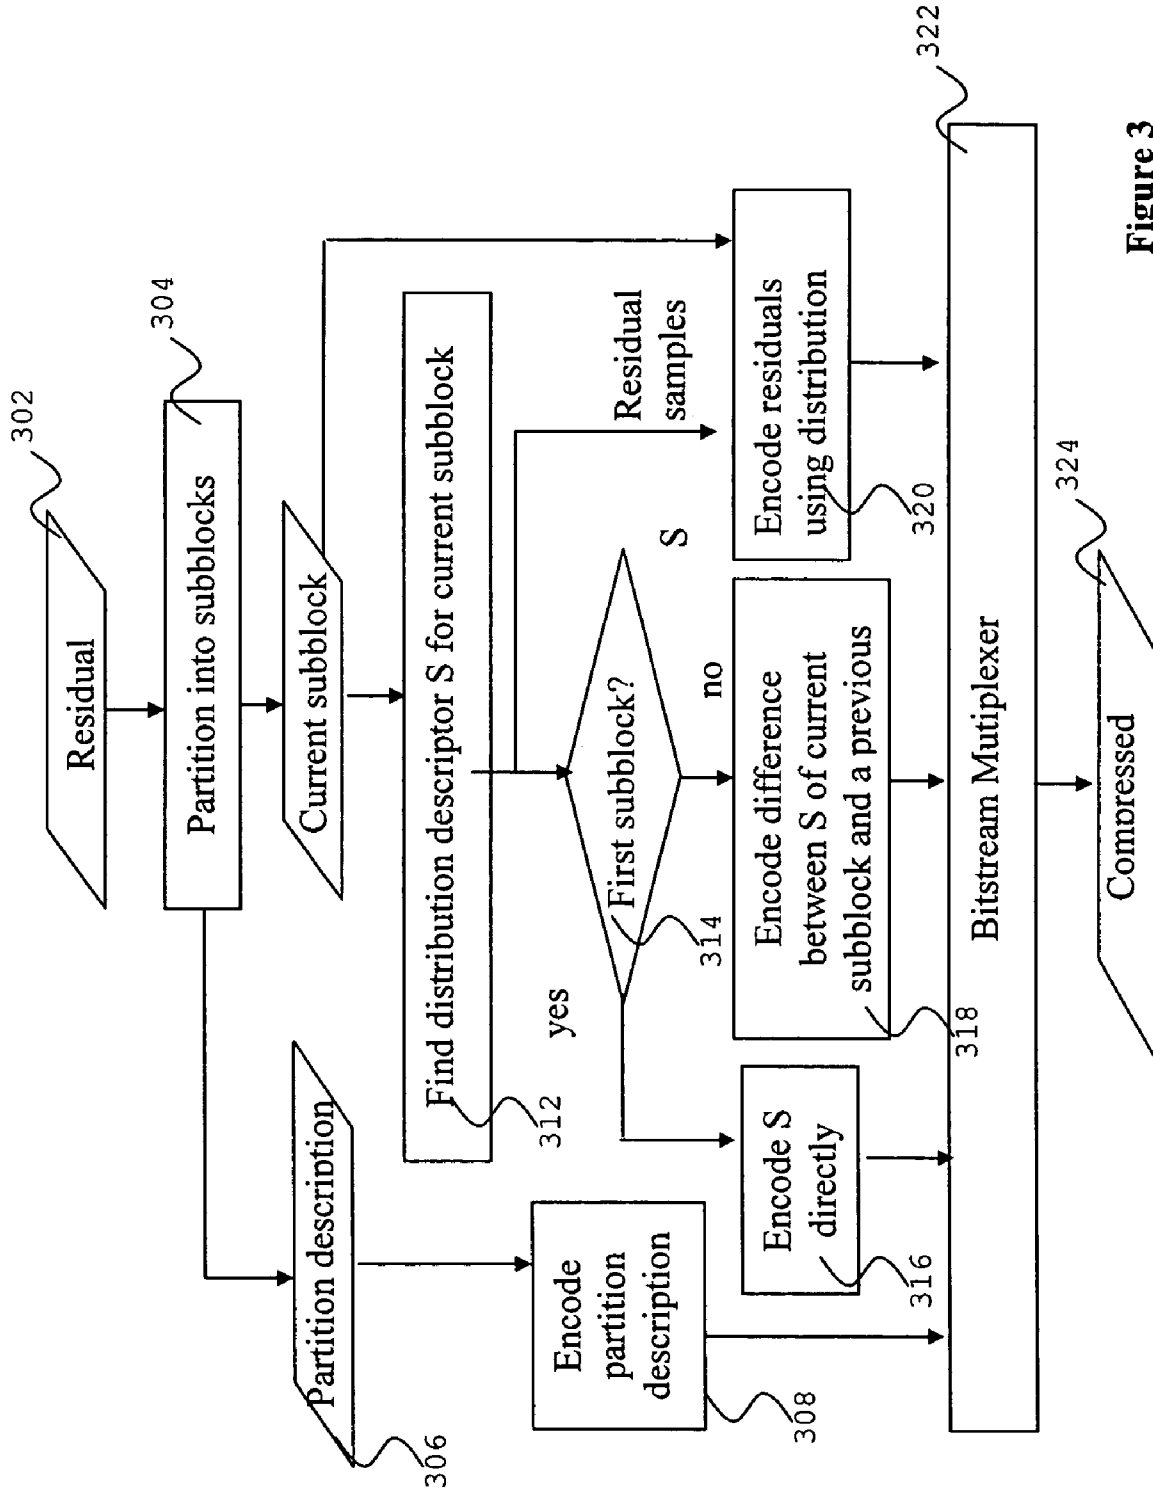 302
Residual
304
Partition into subblocks
306
Partition description
Current subblock
312
Find distribution descriptor S for current subblock
308
Encode
partition
description
yes
314
First subblock?
no
S
Residual
samples
316
Encode S
directly
318
Encode difference
between S of current
subblock and a previous
320
Encode residuals
using distribution
322
Bitstream Mutiplexer
324
Compressed
Figure 3